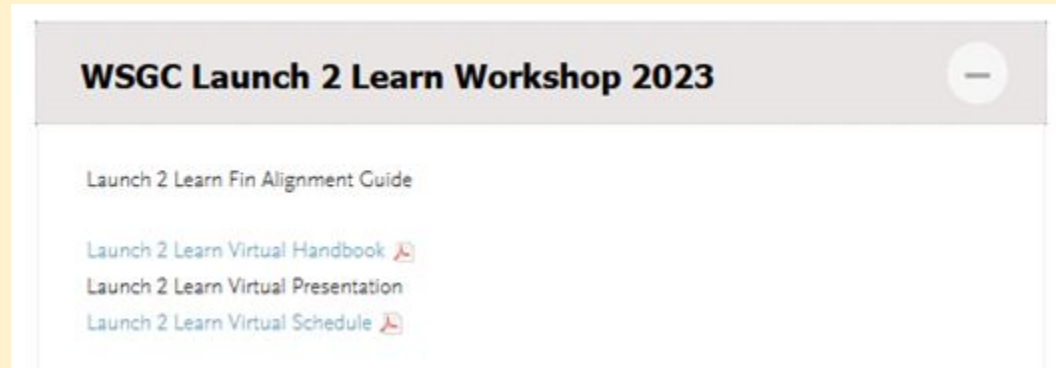 WSGC Launch 2 Learn Workshop 2023
Launch 2 Learn Fin Alignment Guide
Launch 2 Learn Virtual Handbook
Launch 2 Learn Virtual Presentation
Launch 2 Learn Virtual Schedule